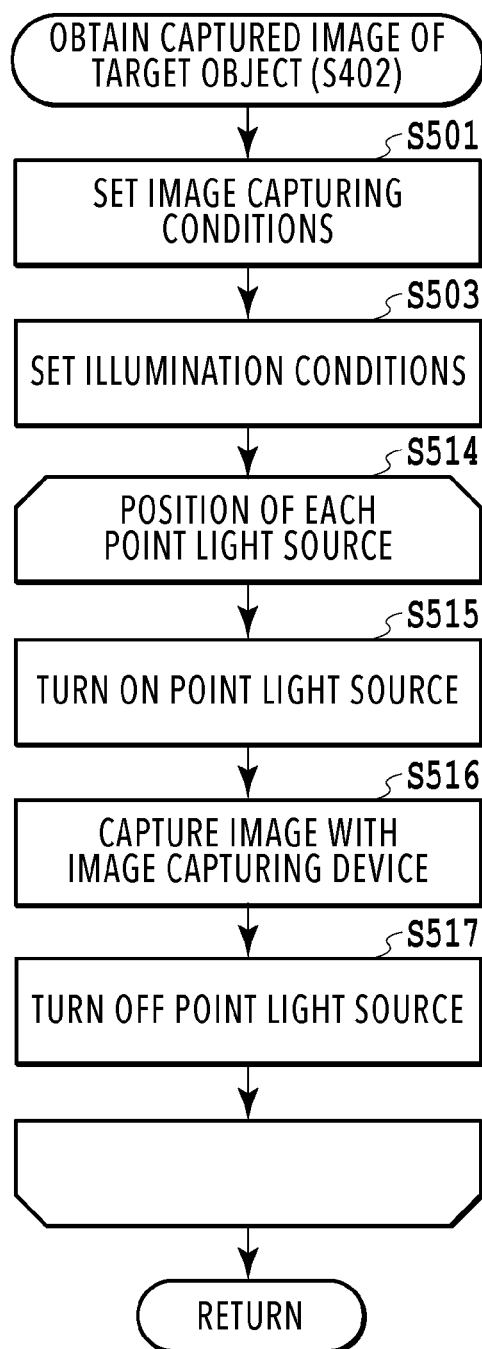 OBTAIN CAPTURED IMAGE OF
TARGET OBJECT (S402)
S501
SET IMAGE CAPTURING
CONDITIONS
S503
SET ILLUMINATION CONDITIONS
S514
POSITION OF EACH
POINT LIGHT SOURCE
S515
TURN ON POINT LIGHT SOURCE
S516
CAPTURE IMAGE WITH
IMAGE CAPTURING DEVICE
S517
TURN OFF POINT LIGHT SOURCE
RETURN